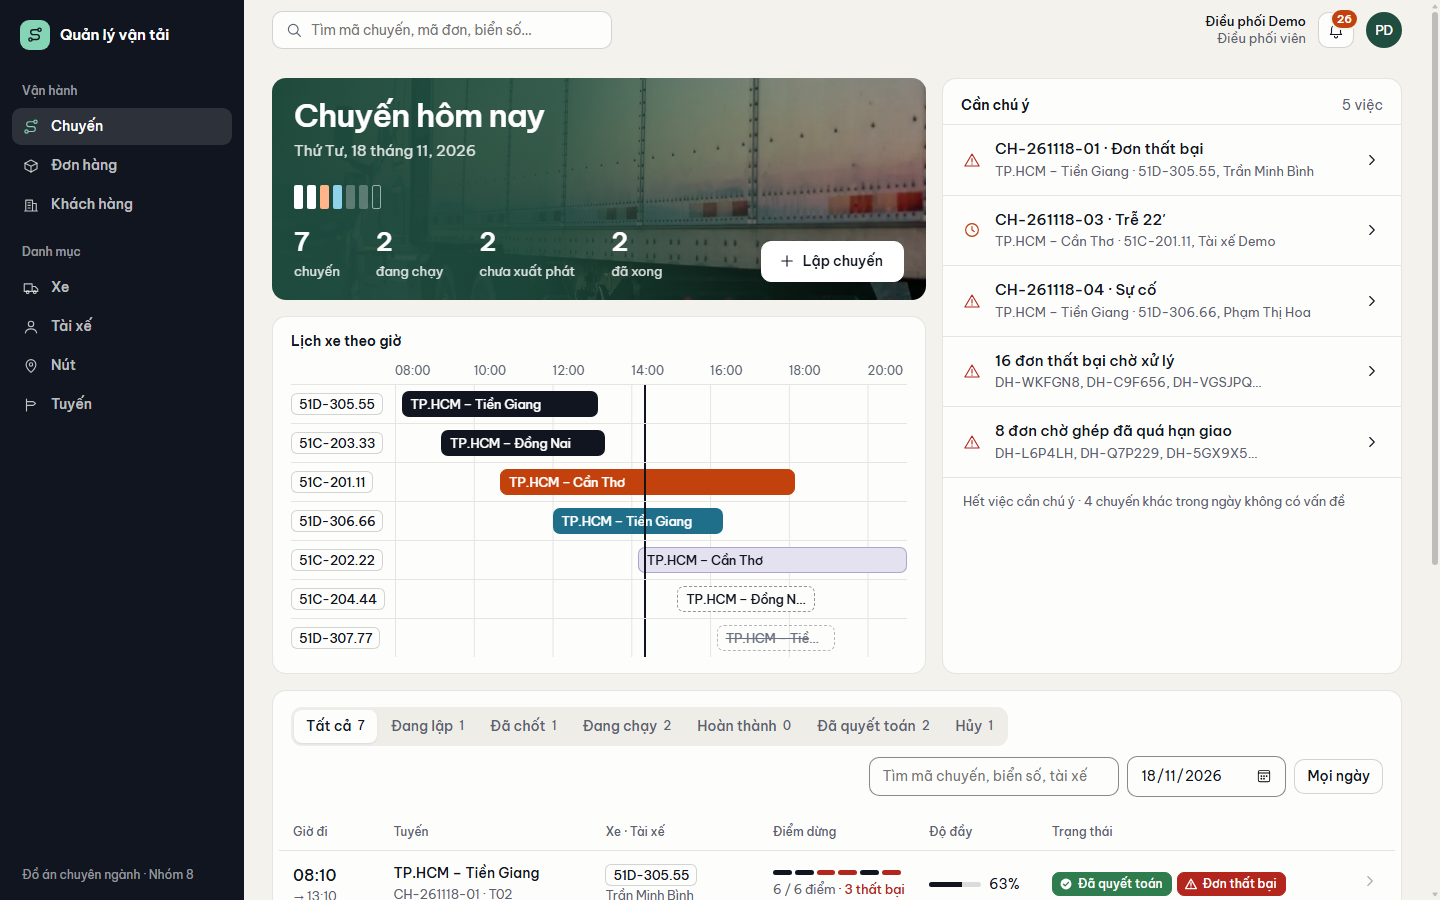 Quản lý vận tải
Vận hành
Chuyến
Đơn hàng
Khách hàng
Danh mục
Xe
Tài xế
Nút
Tuyến
Đồ án chuyên ngành · Nhóm 8
Tìm mã chuyến, mã đơn, biển số...
Điều phối Demo
Điều phối viên
26
PD
Chuyến hôm nay
Thứ Tư, 18 tháng 11, 2026
7 2 2 2
chuyến đang chạy chưa xuất phát đã xong
Lập chuyến
Lịch xe theo giờ
08:00 10:00 12:00 14:00 16:00 18:00 20:00
51D-305.55 TP.HCM – Tiền Giang
51C-203.33 TP.HCM – Đồng Nai
51C-201.11 TP.HCM – Cần Thơ
51D-306.66 TP.HCM – Tiền Giang
51C-202.22 TP.HCM – Cần Thơ
51C-204.44 TP.HCM – Đồng N...
51D-307.77 TP.HCM – Tiề...
Cần chú ý 5 việc
CH-261118-01 · Đơn thất bại
TP.HCM – Tiền Giang · 51D-305.55, Trần Minh Bình
CH-261118-03 · Trễ 22′
TP.HCM – Cần Thơ · 51C-201.11, Tài xế Demo
CH-261118-04 · Sự cố
TP.HCM – Tiền Giang · 51D-306.66, Phạm Thị Hoa
16 đơn thất bại chờ xử lý
DH-WKFGN8, DH-C9F656, DH-VGSJPQ...
8 đơn chờ ghép đã quá hạn giao
DH-L6P4LH, DH-Q7P229, DH-5GX9X5...
Hết việc cần chú ý · 4 chuyến khác trong ngày không có vấn đề
Tất cả 7 Đang lập 1 Đã chốt 1 Đang chạy 2 Hoàn thành 0 Đã quyết toán 2 Hủy 1
Tìm mã chuyến, biển số, tài xế 18/11/2026 Mọi ngày
Giờ đi Tuyến Xe · Tài xế Điểm dừng Độ đầy Trạng thái
08:10 TP.HCM – Tiền Giang 51D-305.55 63% Đã quyết toán Đơn thất bại
→ 13:10 CH-261118-01 · T02 Trần Minh Bình 6 / 6 điểm · 3 thất bại